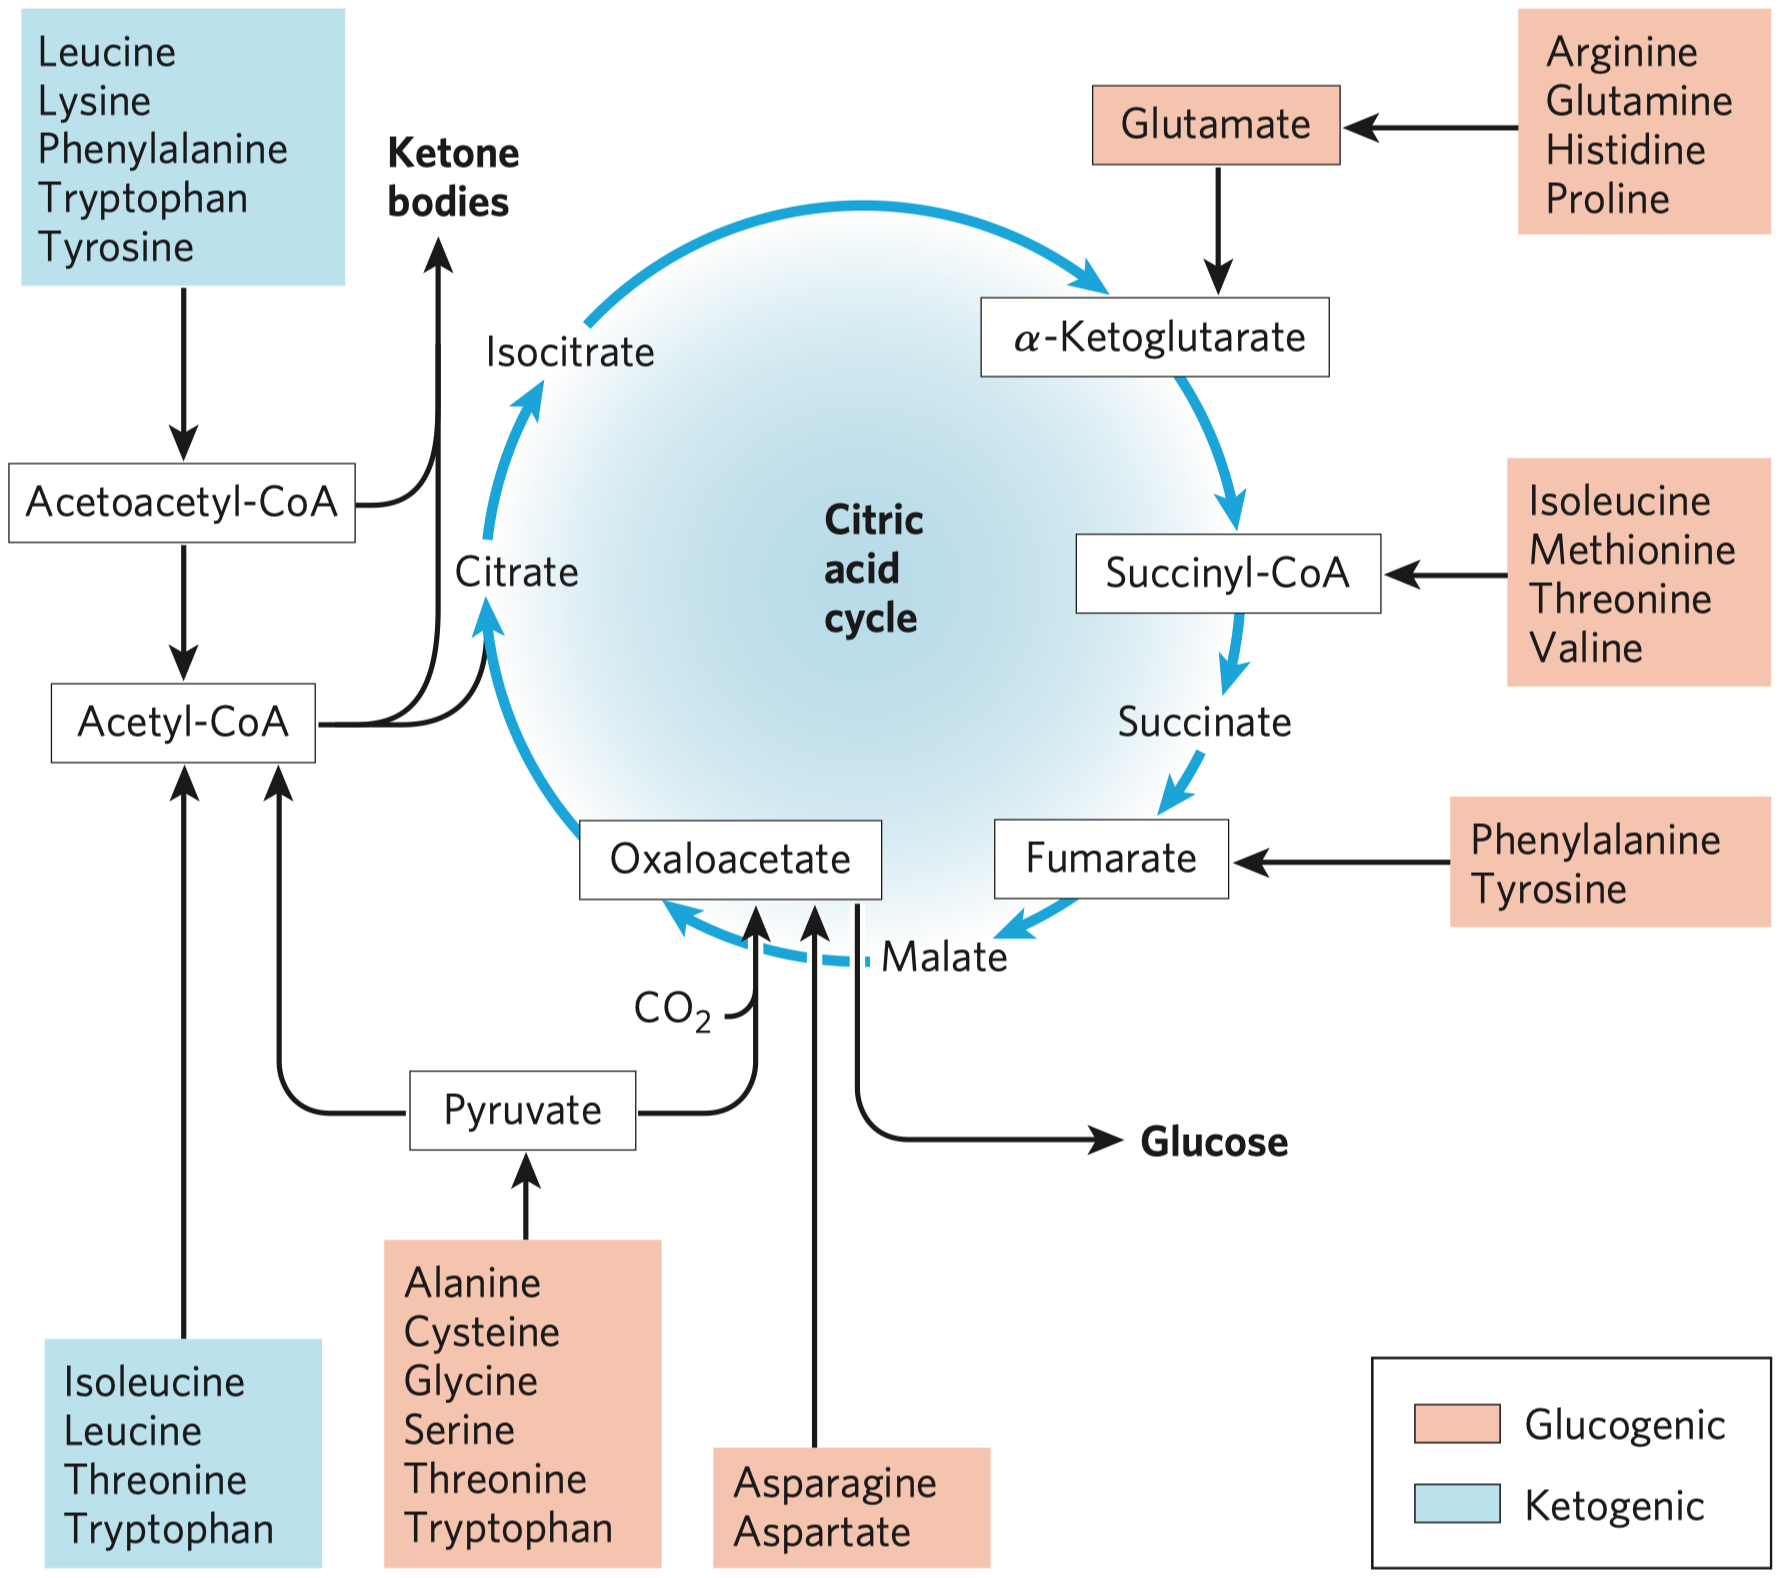 Leucine
Lysine
Phenylalanine
Tryptophan
Tyrosine
Ketone
bodies
Glutamate
Arginine
Glutamine
Histidine
Proline
Isocitrate
α-Ketoglutarate
Acetoacetyl-CoA
Citrate
Citric
acid
cycle
Succinyl-CoA
Isoleucine
Methionine
Threonine
Valine
Acetyl-CoA
Succinate
Oxaloacetate
Fumarate
Phenylalanine
Tyrosine
Malate
CO₂
Pyruvate
Glucose
Isoleucine
Leucine
Threonine
Tryptophan
Alanine
Cysteine
Glycine
Serine
Threonine
Tryptophan
Asparagine
Aspartate
Glucogenic
Ketogenic